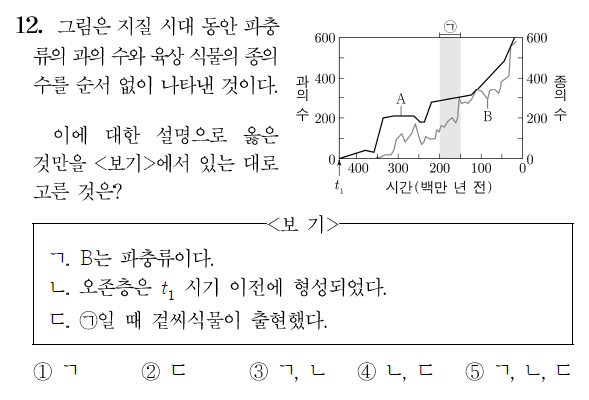 12. 그림은 지질 시대 동안 파충
류의 과의 수와 육상 식물의 종의
수를 순서 없이 나타낸 것이다.
이에 대한 설명으로 옳은
것만을 <보기>에서 있는 대로
고른 것은?
㉠
600 600
과의 수 400 400 종의 수
A B
200 200
0 0
t₁ 400 300 200 100 0
시간(백만 년 전)
<보 기>
ㄱ. B는 파충류이다.
ㄴ. 오존층은 t₁ 시기 이전에 형성되었다.
ㄷ. ㉠일 때 겉씨식물이 출현했다.
① ㄱ ② ㄷ ③ ㄱ, ㄴ ④ ㄴ, ㄷ ⑤ ㄱ, ㄴ, ㄷ